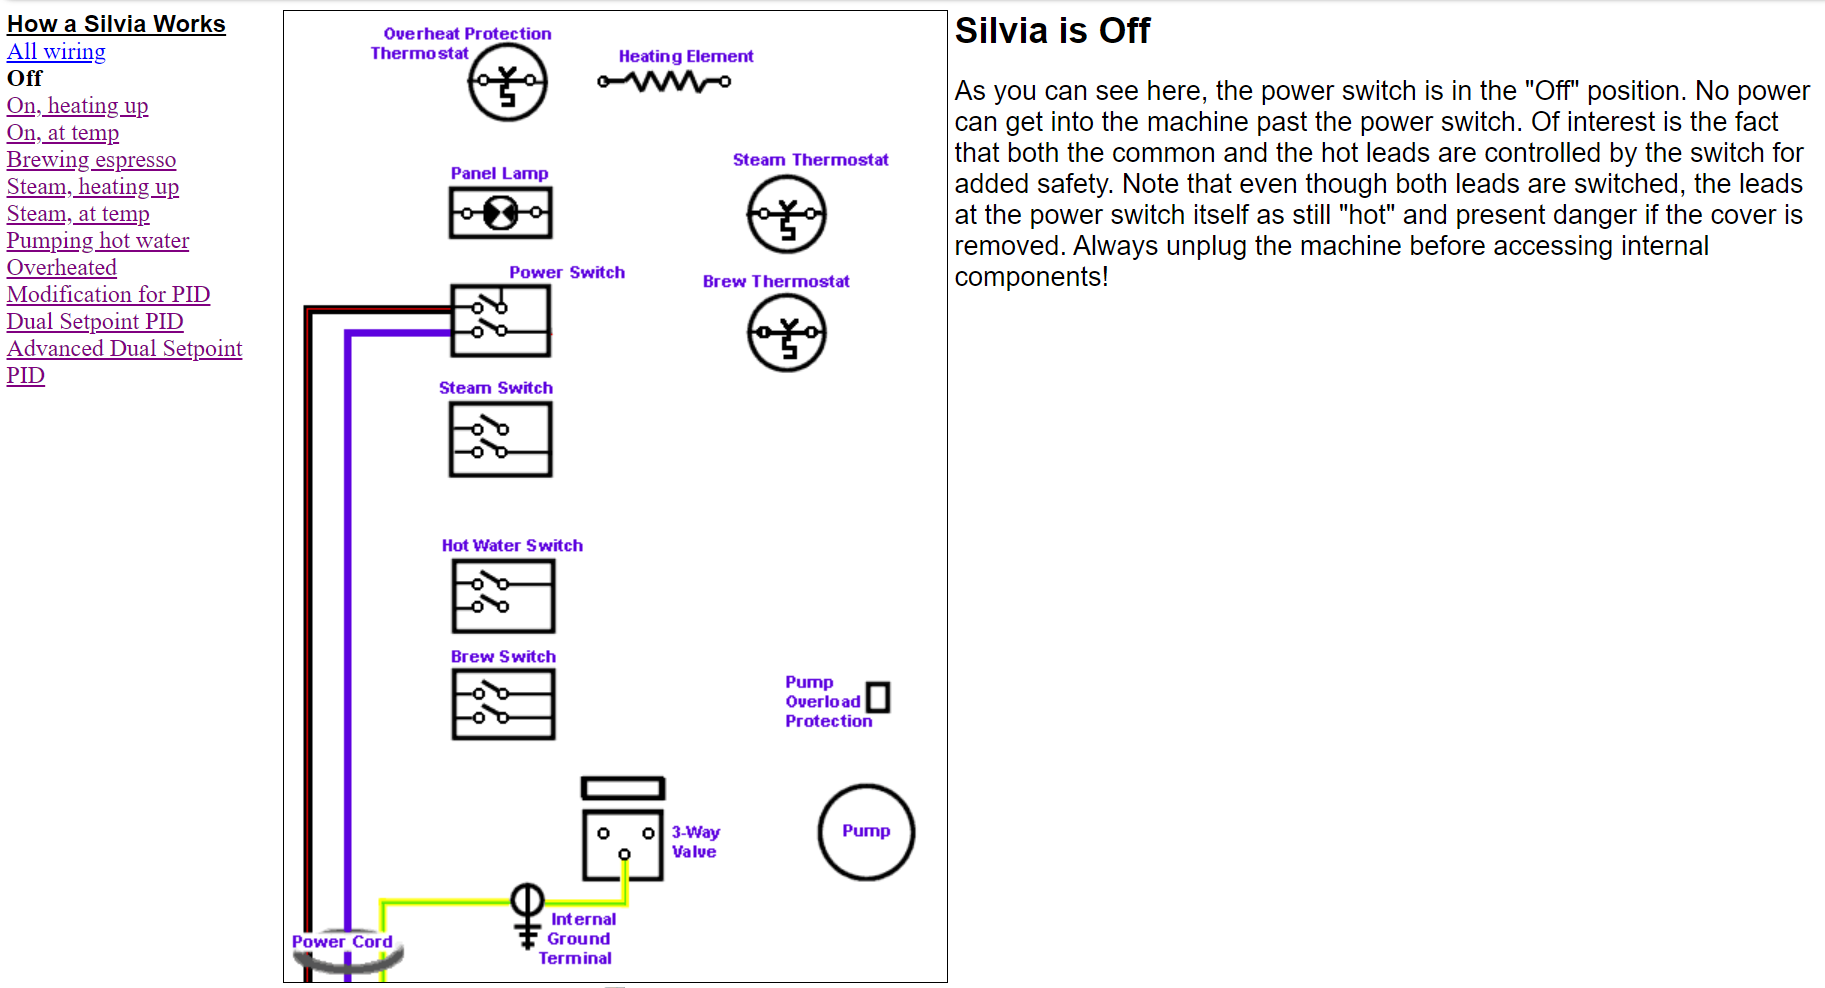 How a Silvia Works
All wiring
Off
On, heating up
On, at temp
Brewing espresso
Steam, heating up
Steam, at temp
Pumping hot water
Overheated
Modification for PID
Dual Setpoint PID
Advanced Dual Setpoint
PID
Overheat Protection
Thermostat
Heating Element
Panel Lamp
Steam Thermostat
Power Switch
Brew Thermostat
Steam Switch
Hot Water Switch
Brew Switch
Pump
Overload
Protection
3-Way
Valve
Pump
Internal
Ground
Terminal
Power Cord
Silvia is Off
As you can see here, the power switch is in the "Off" position. No power
can get into the machine past the power switch. Of interest is the fact
that both the common and the hot leads are controlled by the switch for
added safety. Note that even though both leads are switched, the leads
at the power switch itself as still "hot" and present danger if the cover is
removed. Always unplug the machine before accessing internal
components!